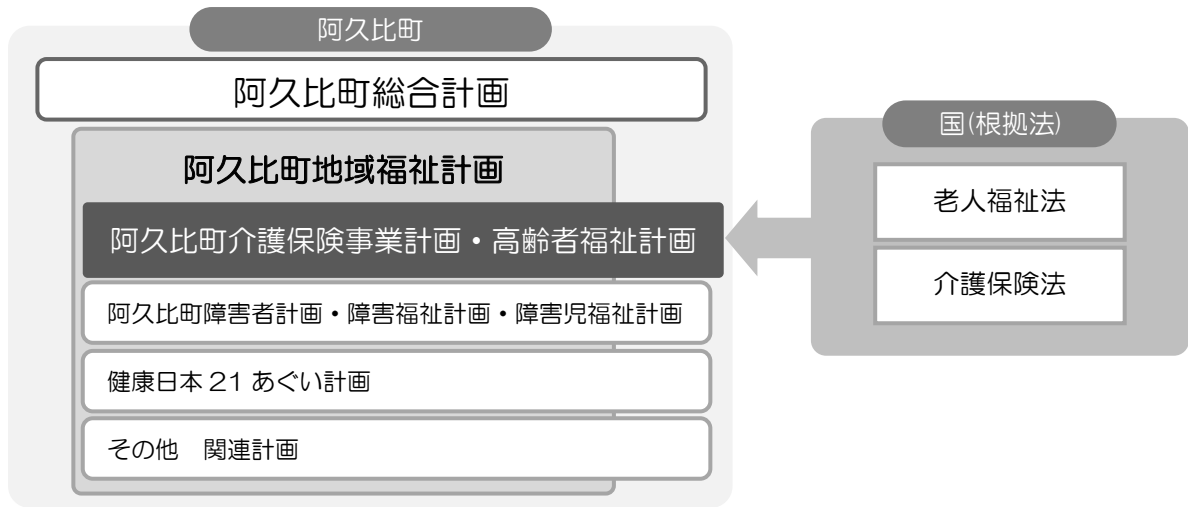 阿久比町
阿久比町総合計画
阿久比町地域福祉計画
阿久比町介護保険事業計画・高齢者福祉計画
阿久比町障害者計画・障害福祉計画・障害児福祉計画
健康日本 21 あぐい計画
その他　関連計画
国(根拠法)
老人福祉法
介護保険法